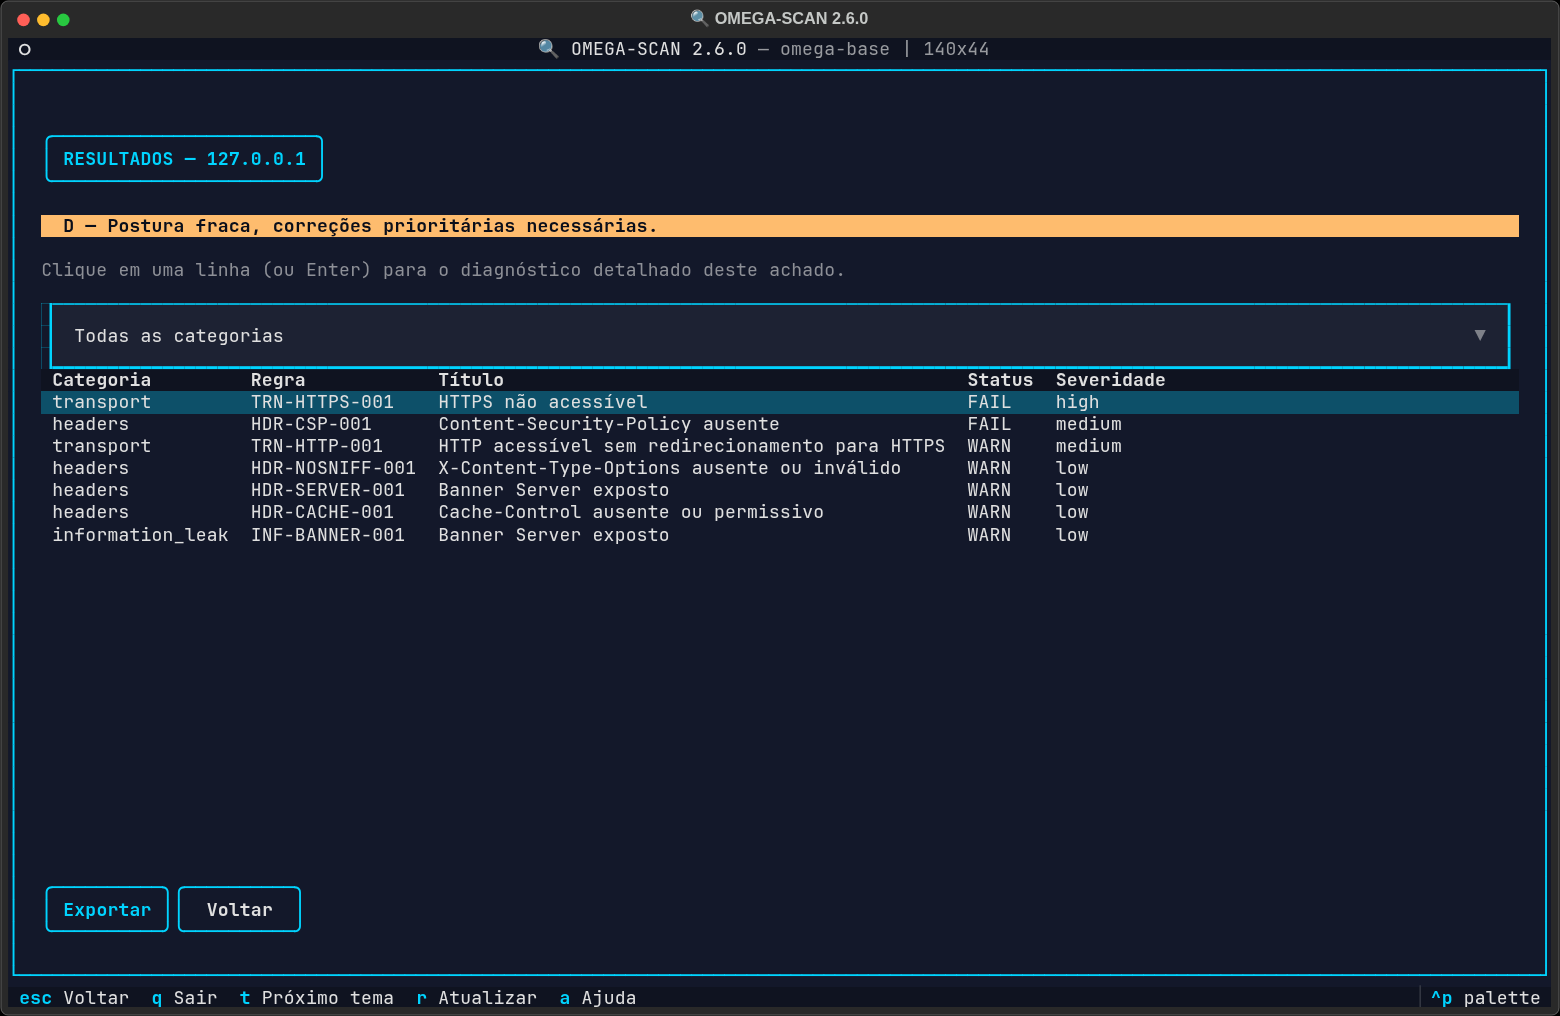 🔍 OMEGA-SCAN 2.6.0
🔍 OMEGA-SCAN 2.6.0 — omega-base | 140x44
RESULTADOS — 127.0.0.1
D — Postura fraca, correções prioritárias necessárias.
Clique em uma linha (ou Enter) para o diagnóstico detalhado deste achado.
Todas as categorias ▼
Categoria Regra Título Status Severidade
transport TRN-HTTPS-001 HTTPS não acessível FAIL high
headers HDR-CSP-001 Content-Security-Policy ausente FAIL medium
transport TRN-HTTP-001 HTTP acessível sem redirecionamento para HTTPS WARN medium
headers HDR-NOSNIFF-001 X-Content-Type-Options ausente ou inválido WARN low
headers HDR-SERVER-001 Banner Server exposto WARN low
headers HDR-CACHE-001 Cache-Control ausente ou permissivo WARN low
information_leak INF-BANNER-001 Banner Server exposto WARN low
Exportar Voltar
esc Voltar q Sair t Próximo tema r Atualizar a Ajuda ^p palette